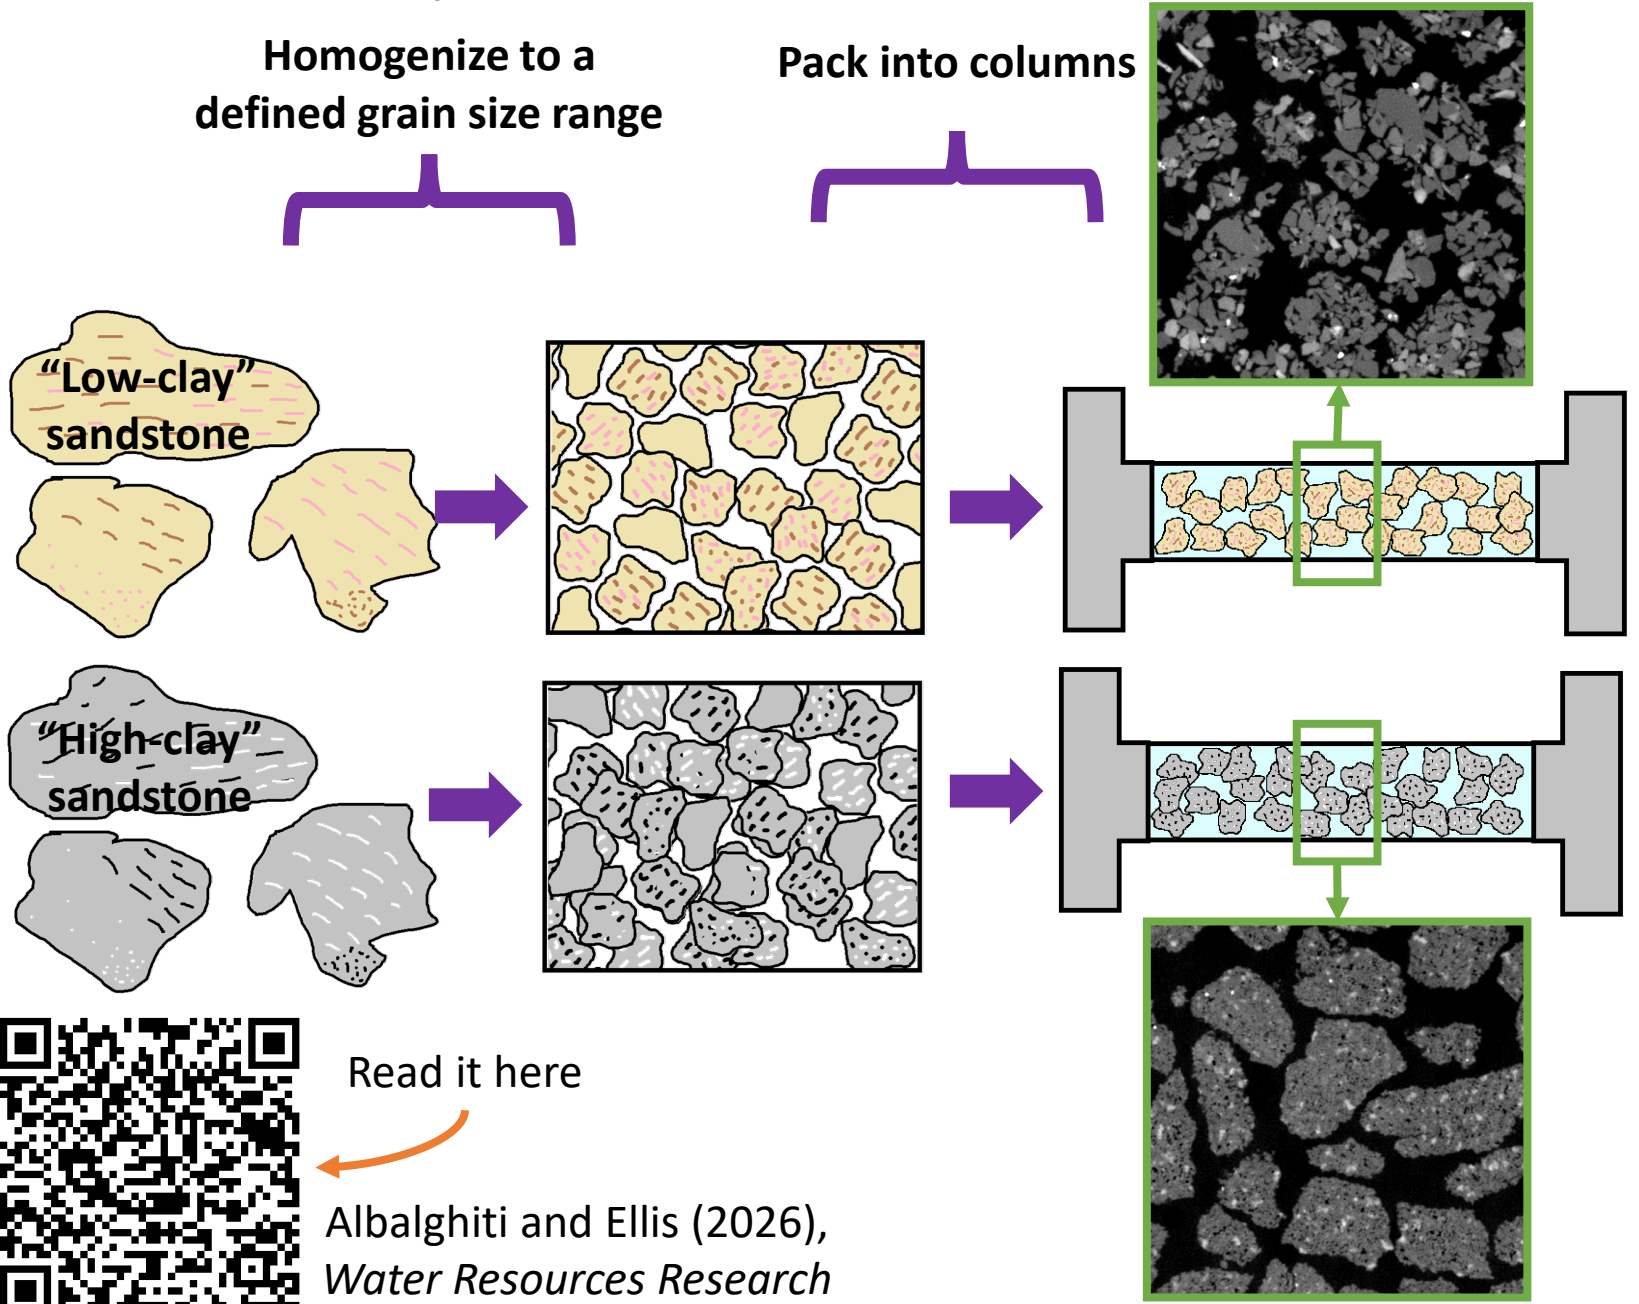 Homogenize to a
defined grain size range
Pack into columns
“Low-clay”
sandstone
“High-clay”
sandstone
Read it here
Albalghiti and Ellis (2026),
Water Resources Research